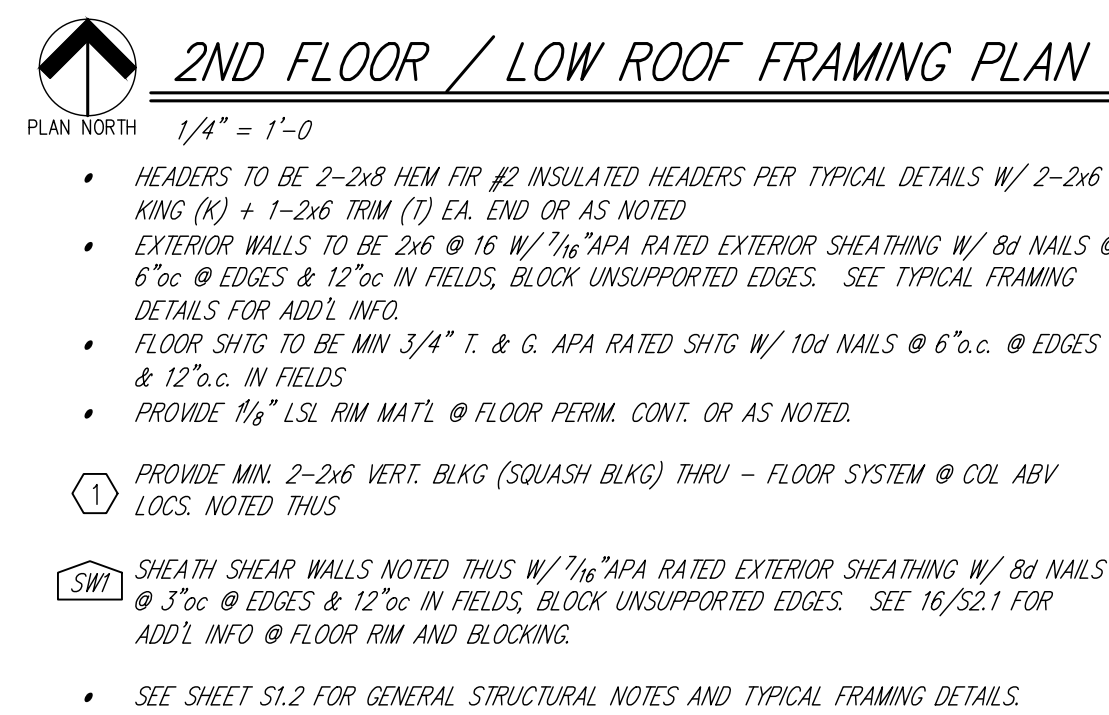 2ND FLOOR / LOW ROOF FRAMING PLAN
PLAN NORTH
1/4" = 1'-0
• HEADERS TO BE 2-2x8 HEM FIR #2 INSULATED HEADERS PER TYPICAL DETAILS W/ 2-2x6
KING (K) + 1-2x6 TRIM (T) EA. END OR AS NOTED
• EXTERIOR WALLS TO BE 2x6 @ 16 W/ 7/16" APA RATED EXTERIOR SHEATHING W/ 8d NAILS @
6"oc @ EDGES & 12"oc IN FIELDS, BLOCK UNSUPPORTED EDGES. SEE TYPICAL FRAMING
DETAILS FOR ADD'L INFO.
• FLOOR SHTG TO BE MIN 3/4" T. & G. APA RATED SHTG W/ 10d NAILS @ 6"o.c. @ EDGES
& 12"o.c. IN FIELDS
• PROVIDE 1 1/8" LSL RIM MAT'L @ FLOOR PERIM. CONT. OR AS NOTED.
1 PROVIDE MIN. 2-2x6 VERT. BLKG (SQUASH BLKG) THRU - FLOOR SYSTEM @ COL ABV
LOCS. NOTED THUS
SW1 SHEATH SHEAR WALLS NOTED THUS W/ 7/16" APA RATED EXTERIOR SHEATHING W/ 8d NAILS
@ 3"oc @ EDGES & 12"oc IN FIELDS, BLOCK UNSUPPORTED EDGES. SEE 16/S2.1 FOR
ADD'L INFO @ FLOOR RIM AND BLOCKING.
• SEE SHEET S1.2 FOR GENERAL STRUCTURAL NOTES AND TYPICAL FRAMING DETAILS.